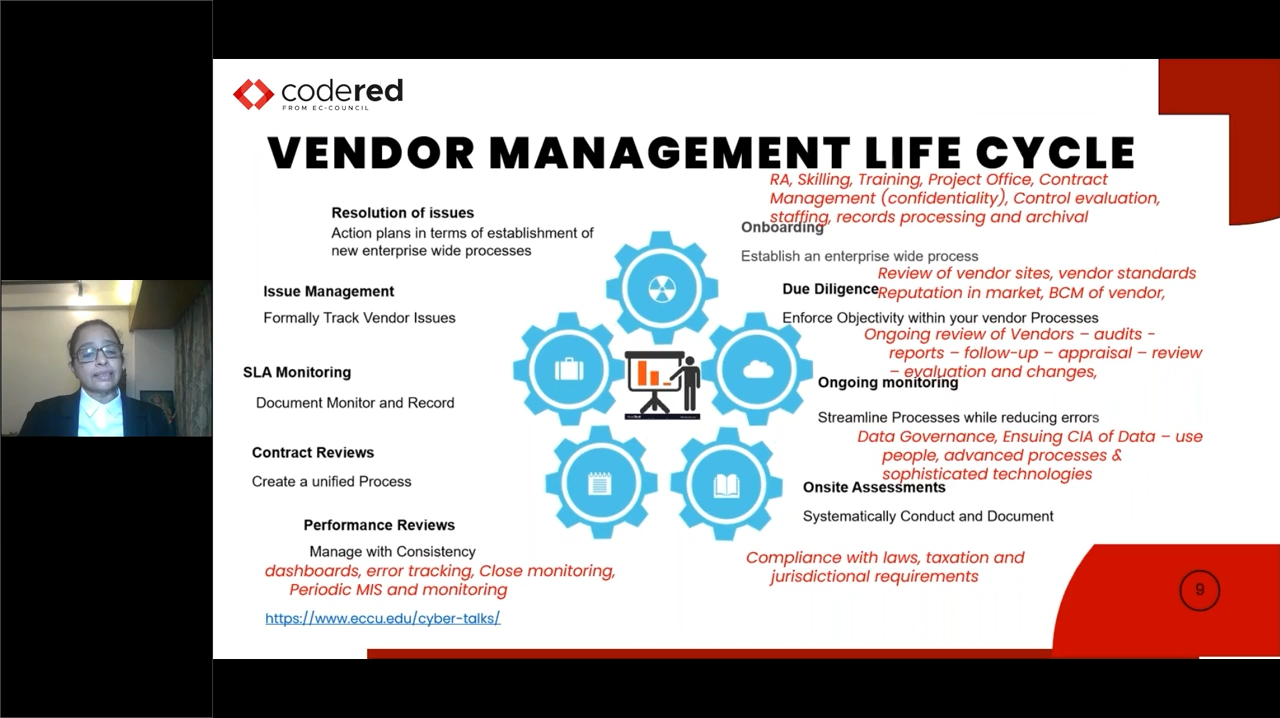 codered
FROM EC-COUNCIL
VENDOR MANAGEMENT LIFE CYCLE
RA, Skilling, Training, Project Office, Contract
Management (confidentiality), Control evaluation,
staffing, records processing and archival
Resolution of issues
Action plans in terms of establishment of
new enterprise wide processes
Issue Management
Formally Track Vendor Issues
SLA Monitoring
Document Monitor and Record
Contract Reviews
Create a unified Process
Performance Reviews
Manage with Consistency
dashboards, error tracking, Close monitoring,
Periodic MIS and monitoring
https://www.eccu.edu/cyber-talks/
Onboarding
Establish an enterprise wide process
Review of vendor sites, vendor standards
Due Diligence
Reputation in market, BCM of vendor,
Enforce Objectivity within your vendor Processes
Ongoing review of Vendors – audits -
reports – follow-up – appraisal – review
– evaluation and changes,
Ongoing monitoring
Streamline Processes while reducing errors
Data Governance, Ensuing CIA of Data – use
people, advanced processes &
sophisticated technologies
Onsite Assessments
Systematically Conduct and Document
Compliance with laws, taxation and
jurisdictional requirements
9